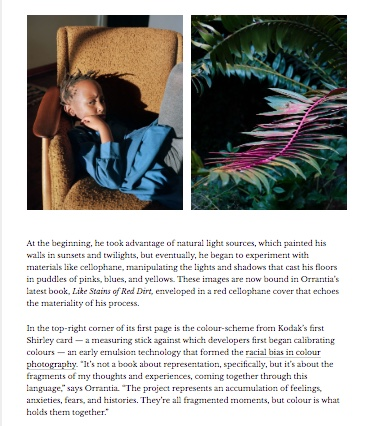 At the beginning, he took advantage of natural light sources, which painted his
walls in sunsets and twilights, but eventually, he began to experiment with
materials like cellophane, manipulating the lights and shadows that cast his floors
in puddles of pinks, blues, and yellows. These images are now bound in Orrantia's
latest book, Like Stains of Red Dirt, enveloped in a red cellophane cover that echoes
the materiality of his process.
In the top-right corner of its first page is the colour-scheme from Kodak's first
Shirley card — a measuring stick against which developers first began calibrating
colours — an early emulsion technology that formed the racial bias in colour
photography. "It's not a book about representation, specifically, but it's about the
fragments of my thoughts and experiences, coming together through this
language," says Orrantia. "The project represents an accumulation of feelings,
anxieties, fears, and histories. They're all fragmented moments, but colour is what
holds them together."